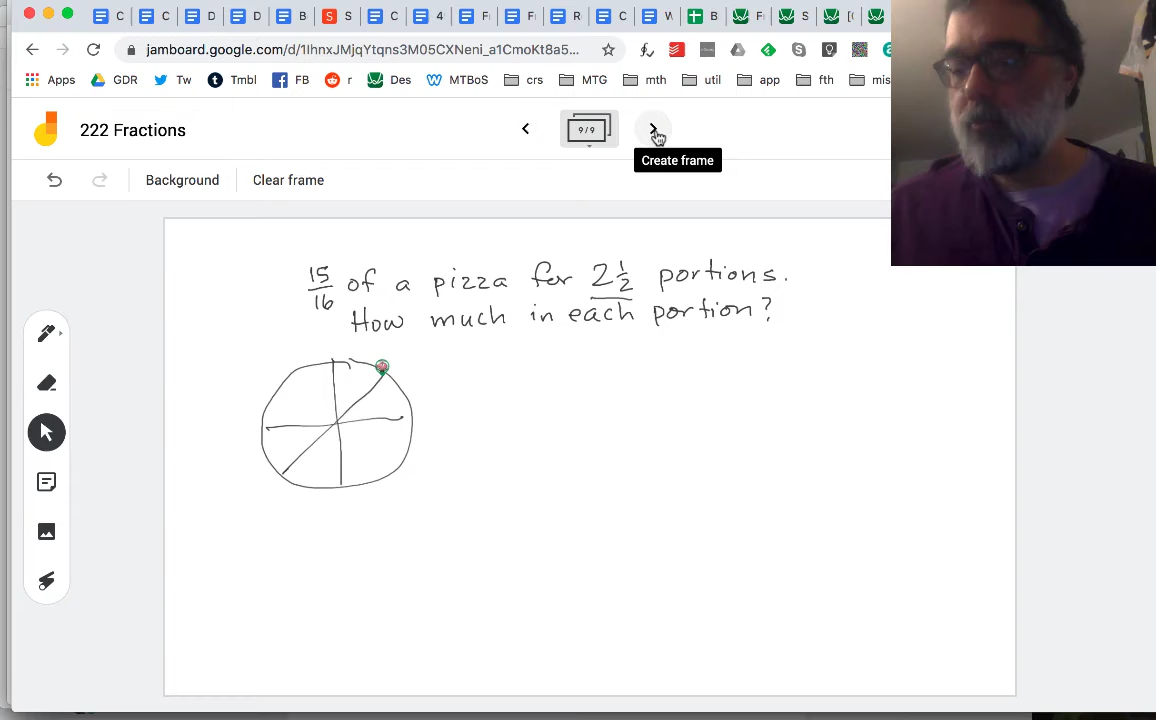 C
C
D
D
B
S
S
C
4
F
F
R
C
W
B
F
S
[
jamboard.google.com/d/1lhnxJMjqYtqns3M05CXNeni_a1CmoKt8a5...
Apps
GDR
Tw
Tmbl
FB
r
Des
MTBoS
crs
MTG
mth
util
app
fth
mis
222 Fractions
9/9
Create frame
Background
Clear frame
15/16 of a pizza for 2 1/2 portions.
How much in each portion?